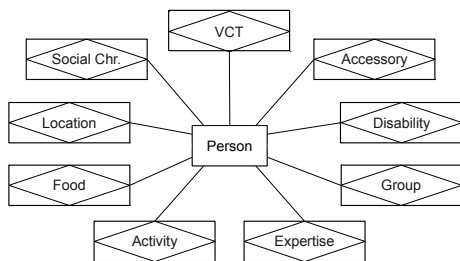 VCT
Social Chr.
Accessory
Location
Disability
Person
Food
Group
Activity
Expertise